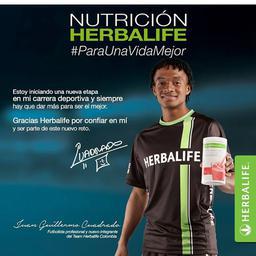 NUTRICIÓN
HERBALIFE
#ParaUnaVidaMejor
Estoy iniciando una nueva etapa
en mi carrera deportiva y siempre
hay que dar más para ser el mejor.
Gracias Herbalife por confiar en mí
y ser parte de este nuevo reto.
CUADRADO
HERBALIFE
HERBALIFE
Juan Guillermo Cuadrado
Futbolista profesional y nuevo integrante
del Team Herbalife Colombia